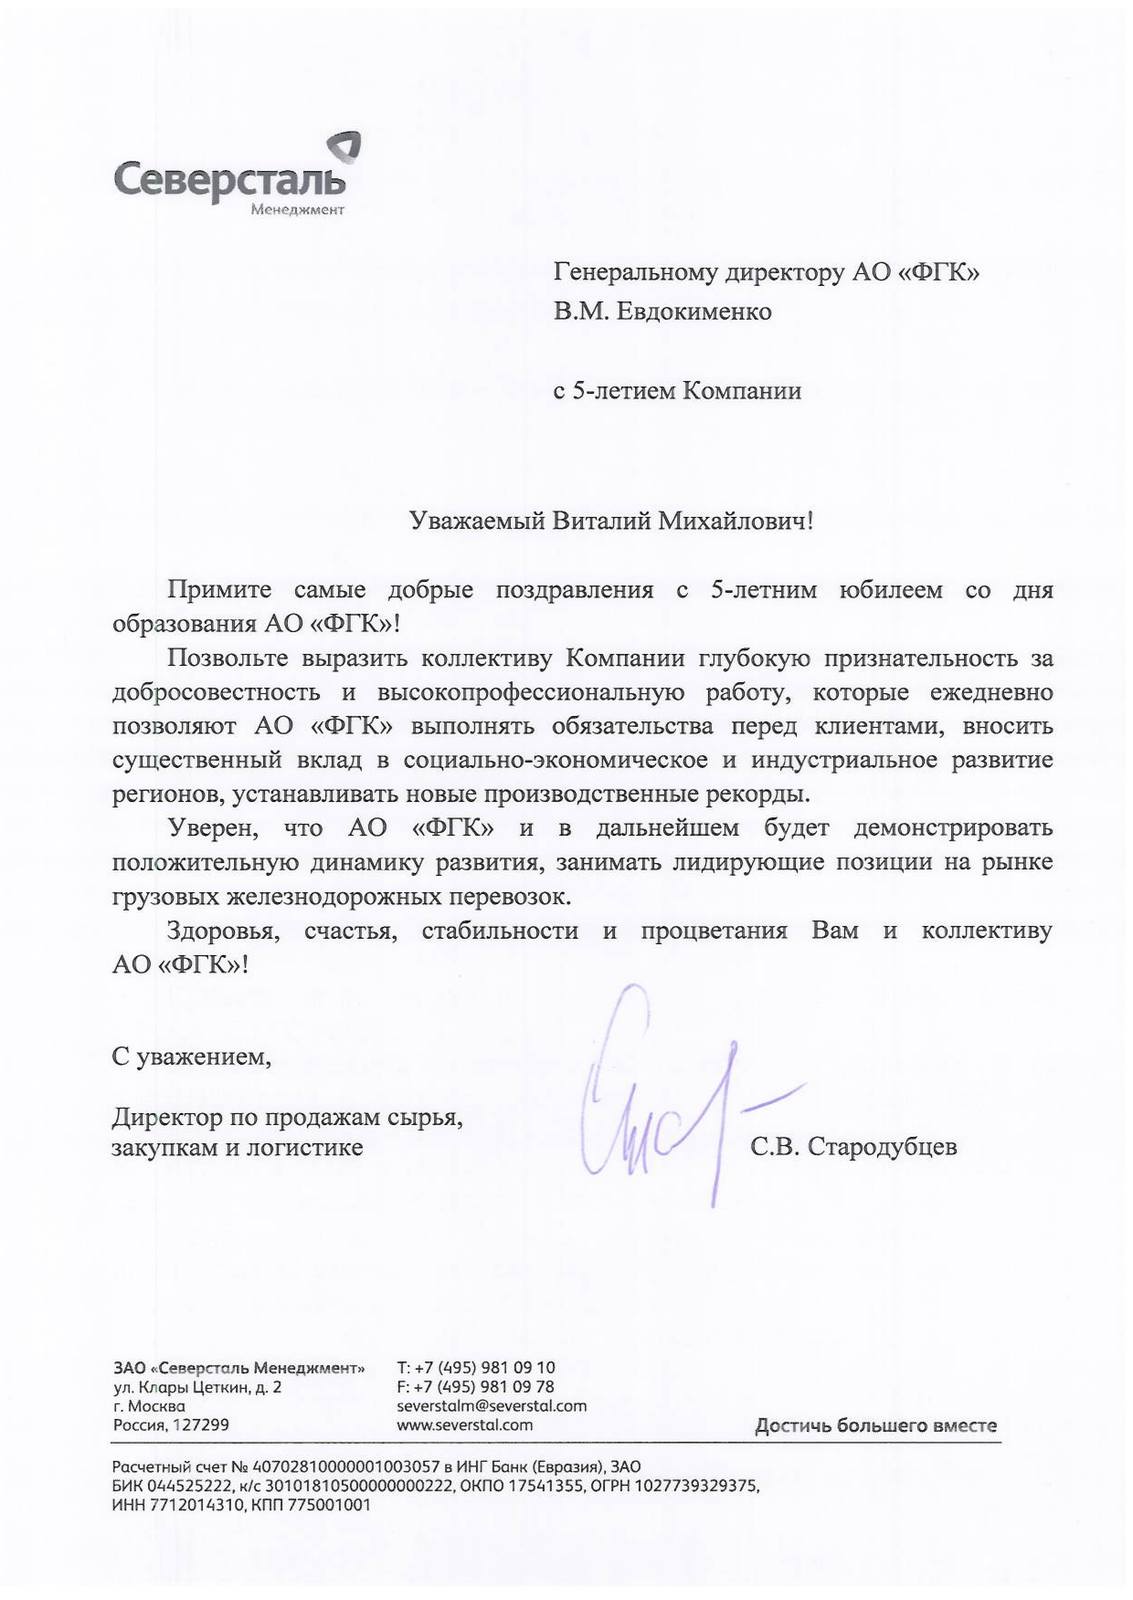 Северсталь
Менеджмент
Генеральному директору АО «ФГК»
В.М. Евдокименко
с 5-летием Компании
Уважаемый Виталий Михайлович!
Примите самые добрые поздравления с 5-летним юбилеем со дня
образования АО «ФГК»!
Позвольте выразить коллективу Компании глубокую признательность за
добросовестность и высокопрофессиональную работу, которые ежедневно
позволяют АО «ФГК» выполнять обязательства перед клиентами, вносить
существенный вклад в социально-экономическое и индустриальное развитие
регионов, устанавливать новые производственные рекорды.
Уверен, что АО «ФГК» и в дальнейшем будет демонстрировать
положительную динамику развития, занимать лидирующие позиции на рынке
грузовых железнодорожных перевозок.
Здоровья, счастья, стабильности и процветания Вам и коллективу
АО «ФГК»!
С уважением,
Директор по продажам сырья,
закупкам и логистике
С.В. Стародубцев
ЗАО «Северсталь Менеджмент»
ул. Клары Цеткин, д. 2
г. Москва
Россия, 127299
T: +7 (495) 981 09 10
F: +7 (495) 981 09 78
severstalm@severstal.com
www.severstal.com
Достичь большего вместе
Расчетный счет № 40702810000001003057 в ИНГ Банк (Евразия), ЗАО
БИК 044525222, к/с 30101810500000000222, ОКПО 17541355, ОГРН 1027739329375,
ИНН 7712014310, КПП 775001001